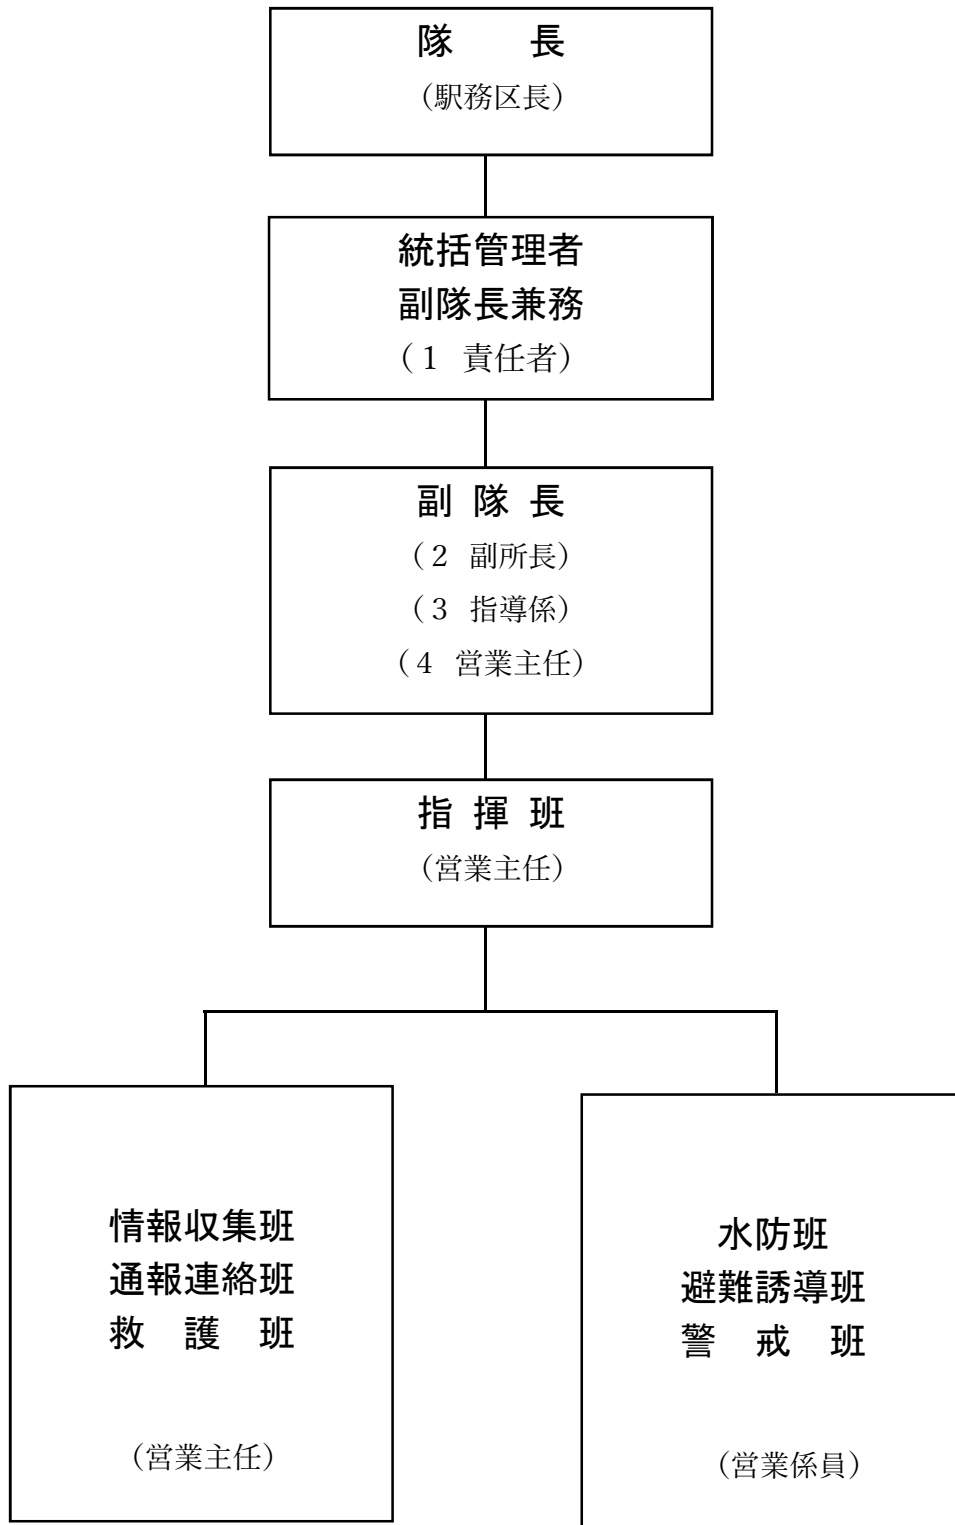 隊　　長
（駅務区長）
統括管理者
副隊長兼務
（１ 責任者）
副 隊 長
（２ 副所長）
（３ 指導係）
（４ 営業主任）
指 揮 班
（営業主任）
情報収集班
通報連絡班
救　護　班
（営業主任）
水防班
避難誘導班
警　戒　班
（営業係員）